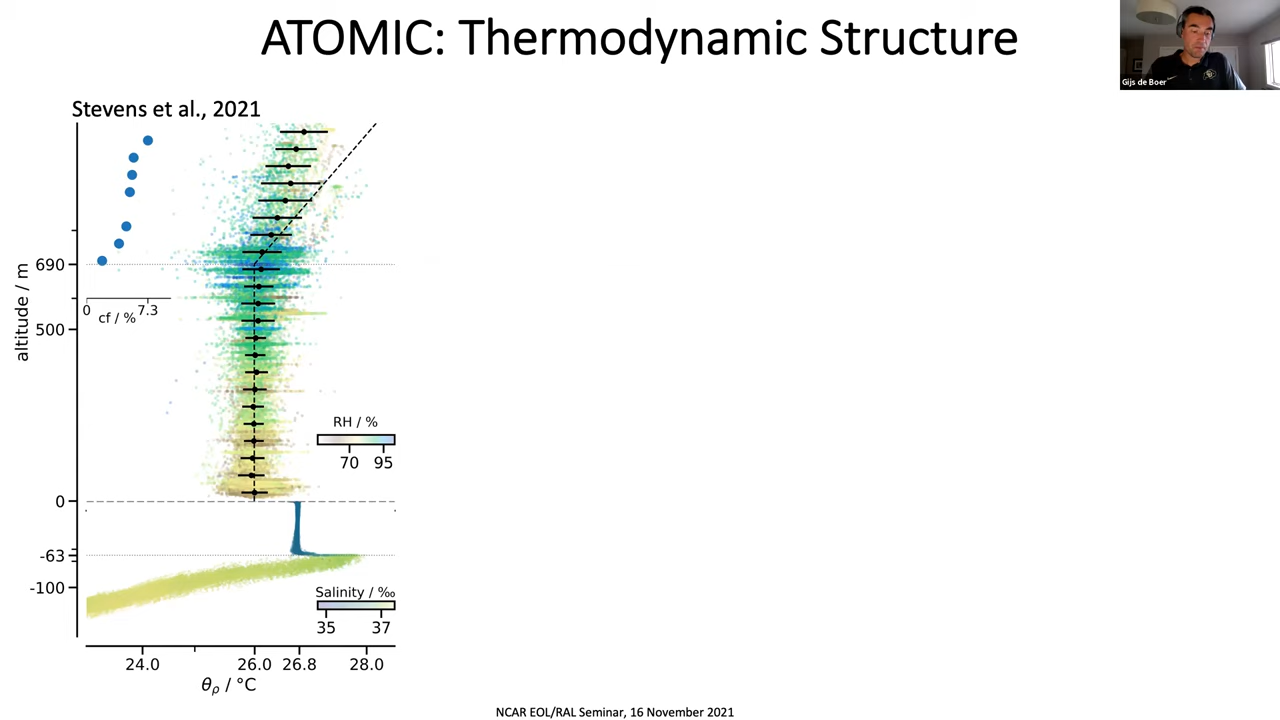 ATOMIC: Thermodynamic Structure
Gijs de Boer
Stevens et al., 2021
altitude / m
690
500
0
-63
-100
0 7.3
cf / %
RH / %
70 95
Salinity / ‰
35 37
24.0 26.0 26.8 28.0
θρ / °C
NCAR EOL/RAL Seminar, 16 November 2021